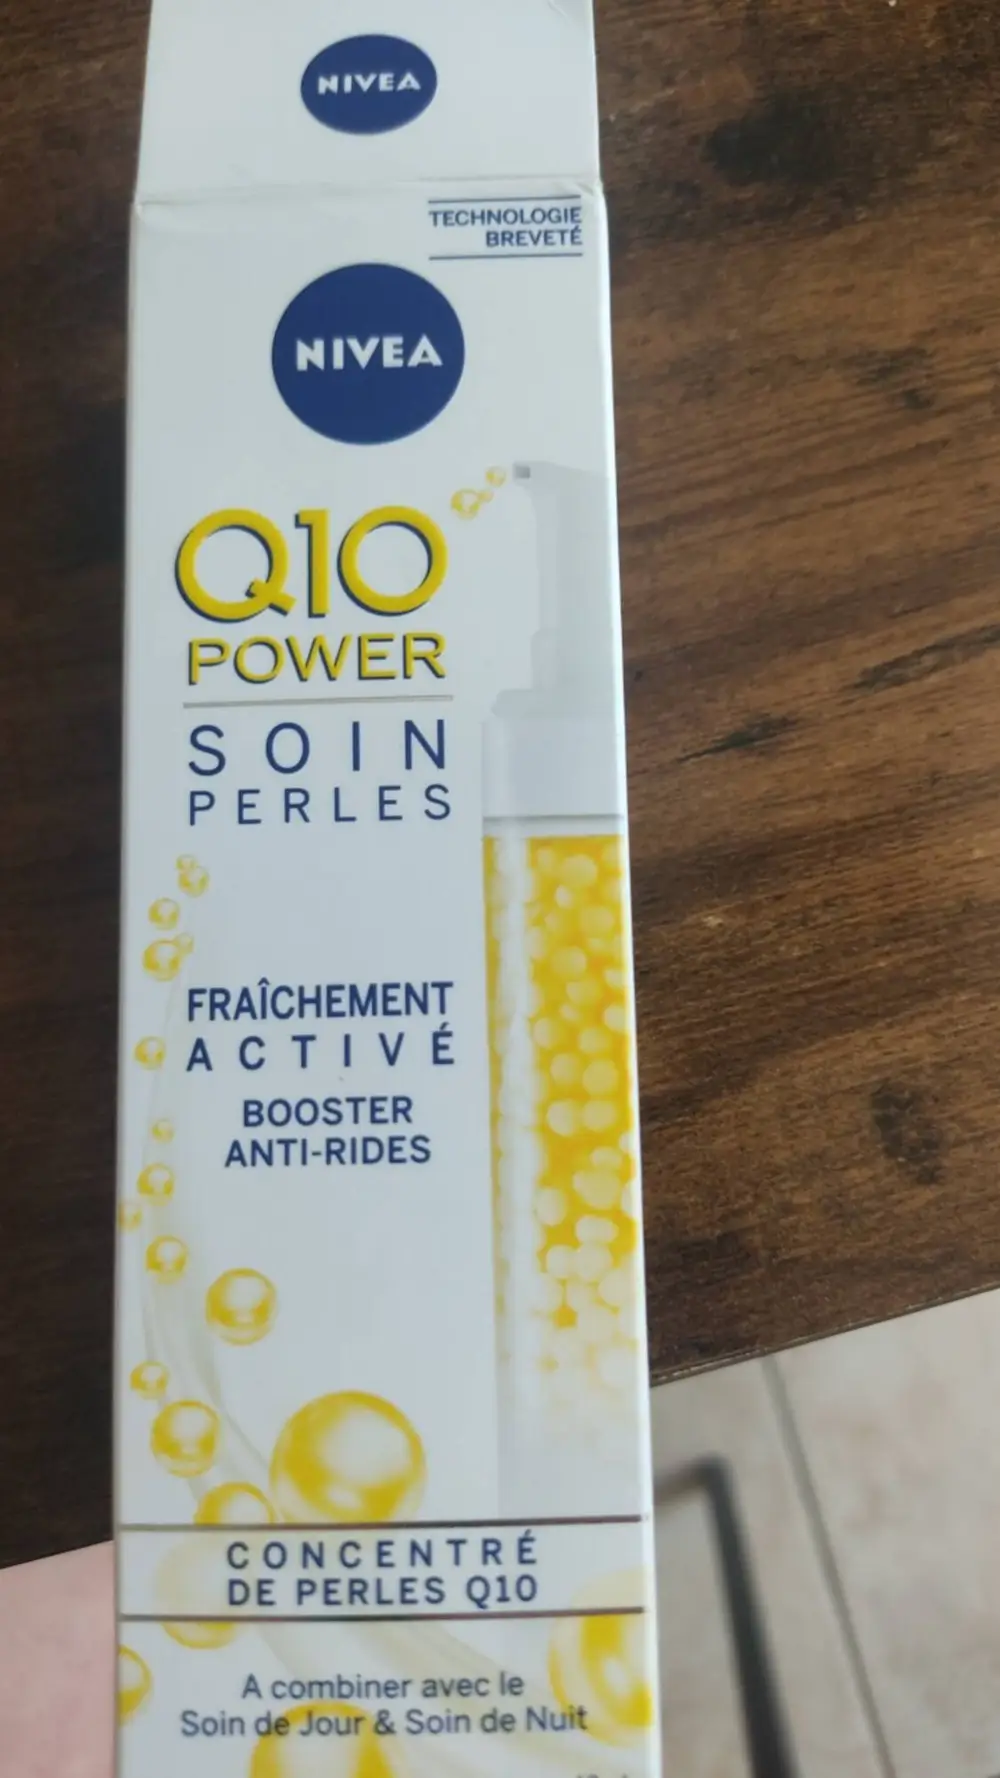 NIVEA
TECHNOLOGIE
BREVETÉ
NIVEA
Q10
POWER
SOIN
PERLES
FRAÎCHEMENT
ACTIVÉ
BOOSTER
ANTI-RIDES
CONCENTRÉ
DE PERLES Q10
A combiner avec le
Soin de Jour & Soin de Nuit